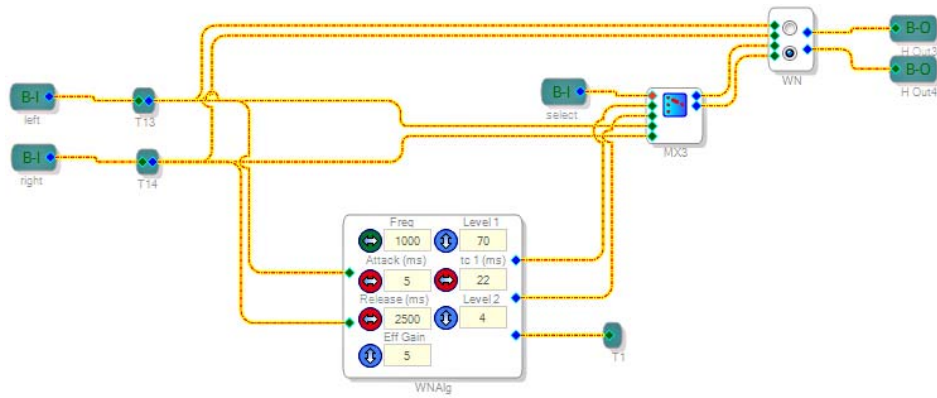 B-O
H Out3
WN
B-O
H Out4
B-I
left
T13
B-I
select
MX3
B-I
right
T14
Freq
Level 1
1000
70
Attack (ms)
tc 1 (ms)
5
22
Release (ms)
Level 2
2500
4
Eff Gain
5
T1
WNAlg